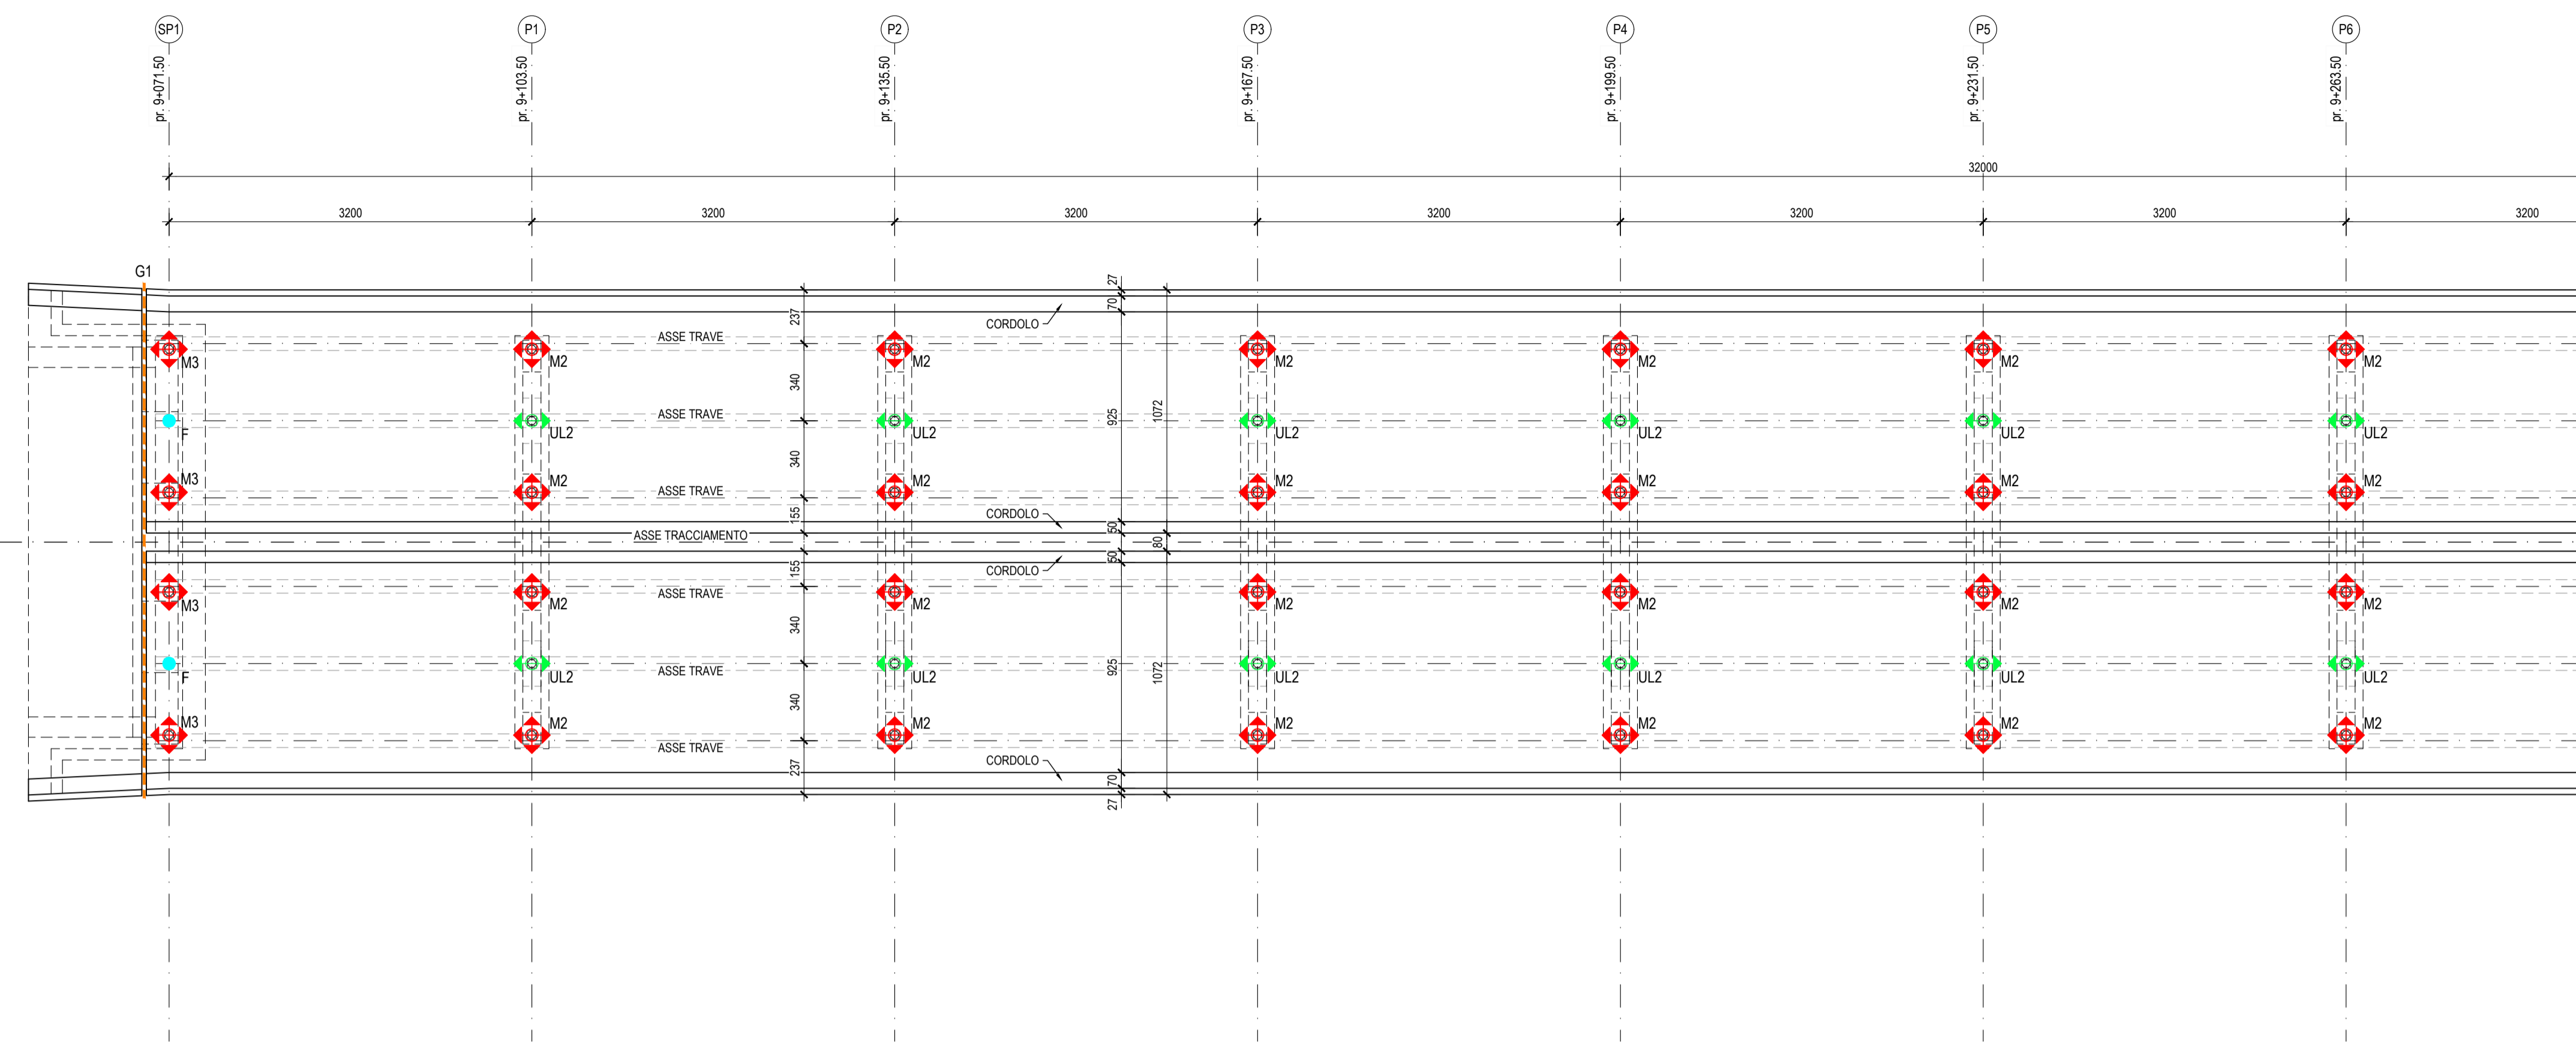 SP1 P1 P2 P3 P4 P5 P6
pr. 9+071.50
pr. 9+103.50
pr. 9+135.50
pr. 9+167.50
pr. 9+199.50
pr. 9+231.50
pr. 9+263.50
32000
3200 3200 3200 3200 3200 3200 3200
G1
27
70
237
CORDOLO
ASSE TRAVE
M3 M2 M2 M2 M2 M2 M2
340
1072
925
ASSE TRAVE
F UL2 UL2 UL2 UL2 UL2 UL2
340
M3 M2 M2 M2 M2 M2 M2
ASSE TRAVE
155
CORDOLO
50
ASSE TRACCIAMENTO
80
50
155
CORDOLO
ASSE TRAVE
M3 M2 M2 M2 M2 M2 M2
340
925
1072
ASSE TRAVE
F UL2 UL2 UL2 UL2 UL2 UL2
340
M3 M2 M2 M2 M2 M2 M2
ASSE TRAVE
237
CORDOLO
70
27